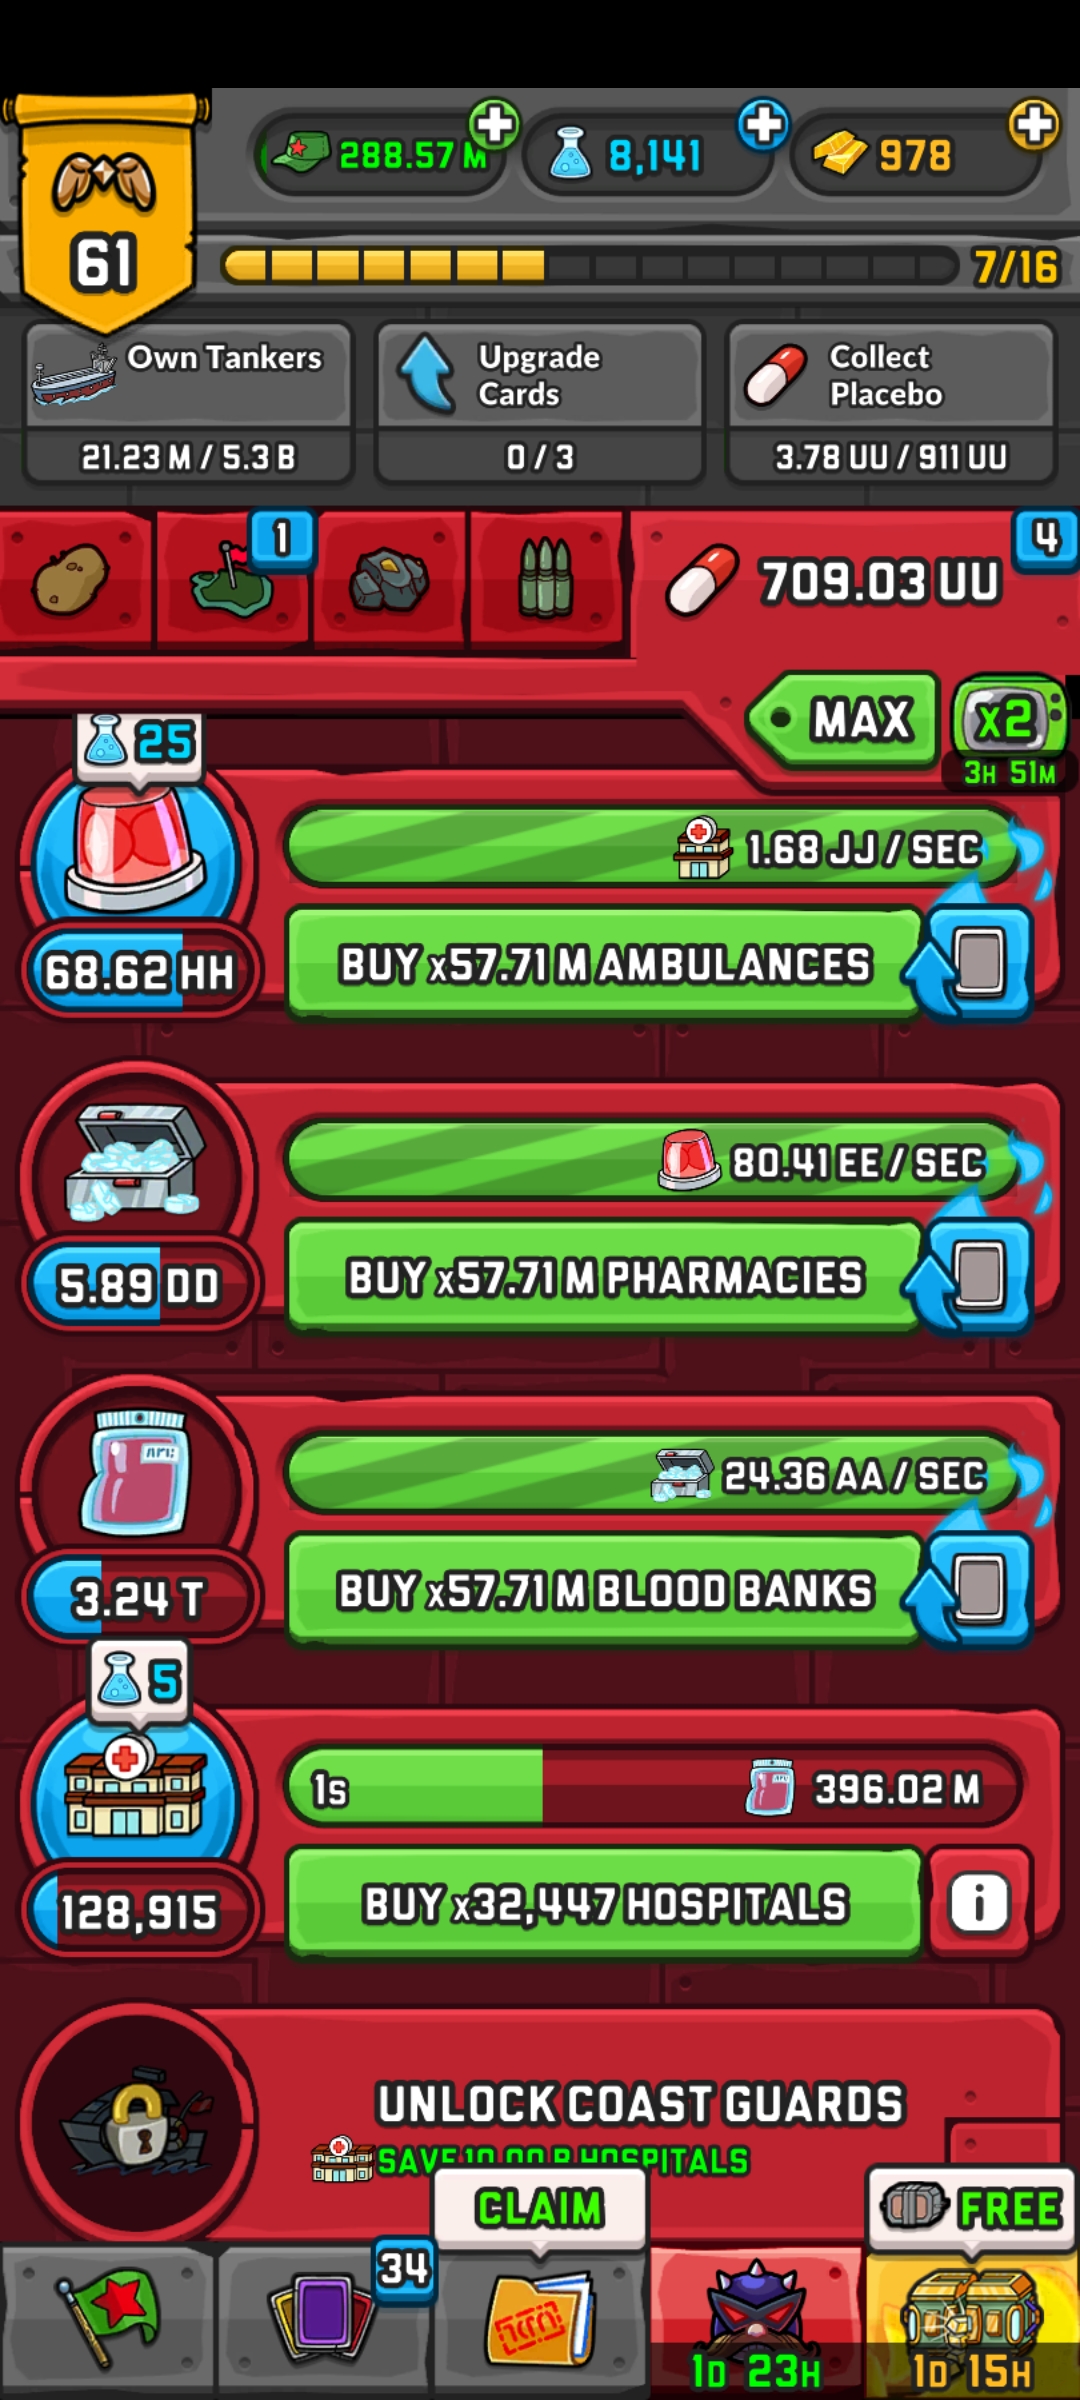 288.57 M
8,141
978
61
7/16
Own Tankers
21.23 M / 5.3 B
Upgrade
Cards
0 / 3
Collect
Placebo
3.78 UU / 911 UU
1
4
709.03 UU
MAX
x2
3H 51M
25
1.68 JJ / SEC
68.62 HH
BUY x57.71 M AMBULANCES
80.41 EE / SEC
5.89 DD
BUY x57.71 M PHARMACIES
24.36 AA / SEC
3.24 T
BUY x57.71 M BLOOD BANKS
5
1s
396.02 M
128,915
BUY x32,447 HOSPITALS
i
UNLOCK COAST GUARDS
SAVE 10.00 B HOSPITALS
CLAIM
FREE
34
1D 23H
1D 15H